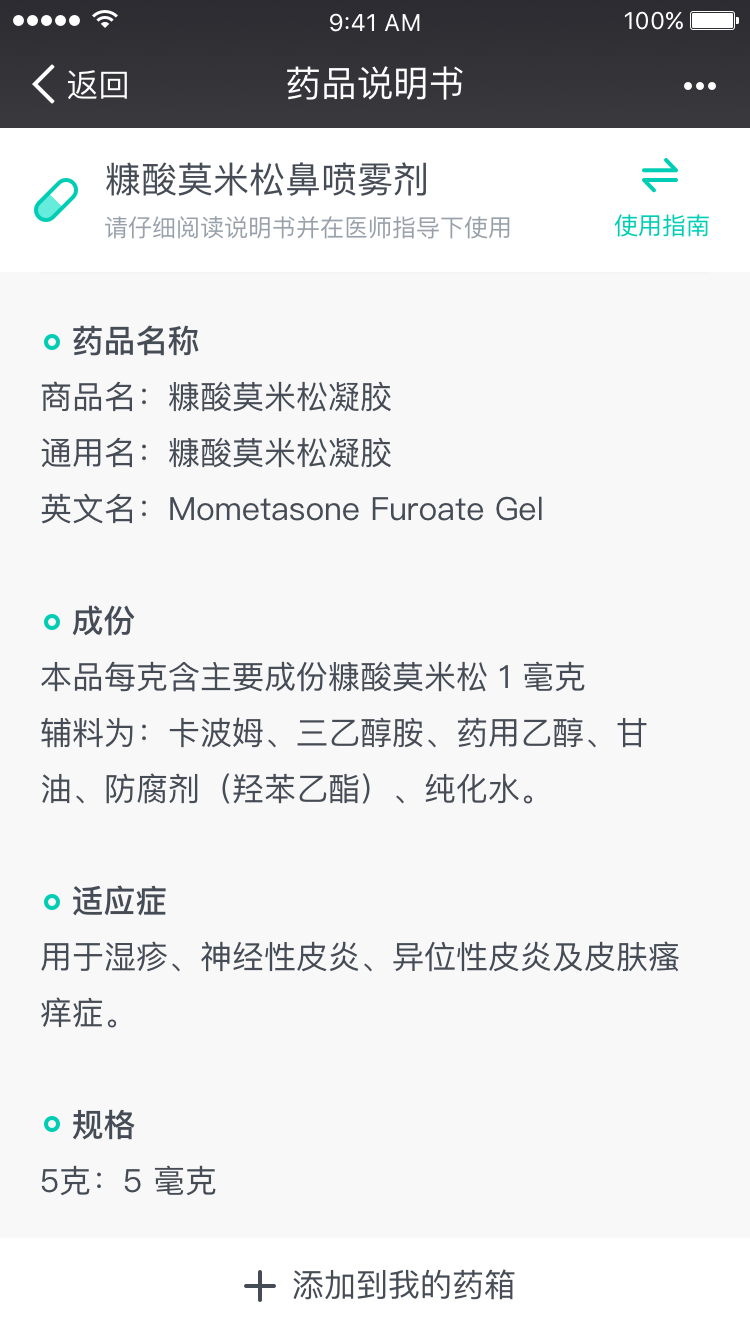 9:41 AM
100%
返回
药品说明书
糠酸莫米松鼻喷雾剂
请仔细阅读说明书并在医师指导下使用
使用指南
药品名称
商品名：糠酸莫米松凝胶
通用名：糠酸莫米松凝胶
英文名：Mometasone Furoate Gel
成份
本品每克含主要成份糠酸莫米松 1 毫克
辅料为：卡波姆、三乙醇胺、药用乙醇、甘
油、防腐剂（羟苯乙酯）、纯化水。
适应症
用于湿疹、神经性皮炎、异位性皮炎及皮肤瘙
痒症。
规格
5克：5 毫克
添加到我的药箱